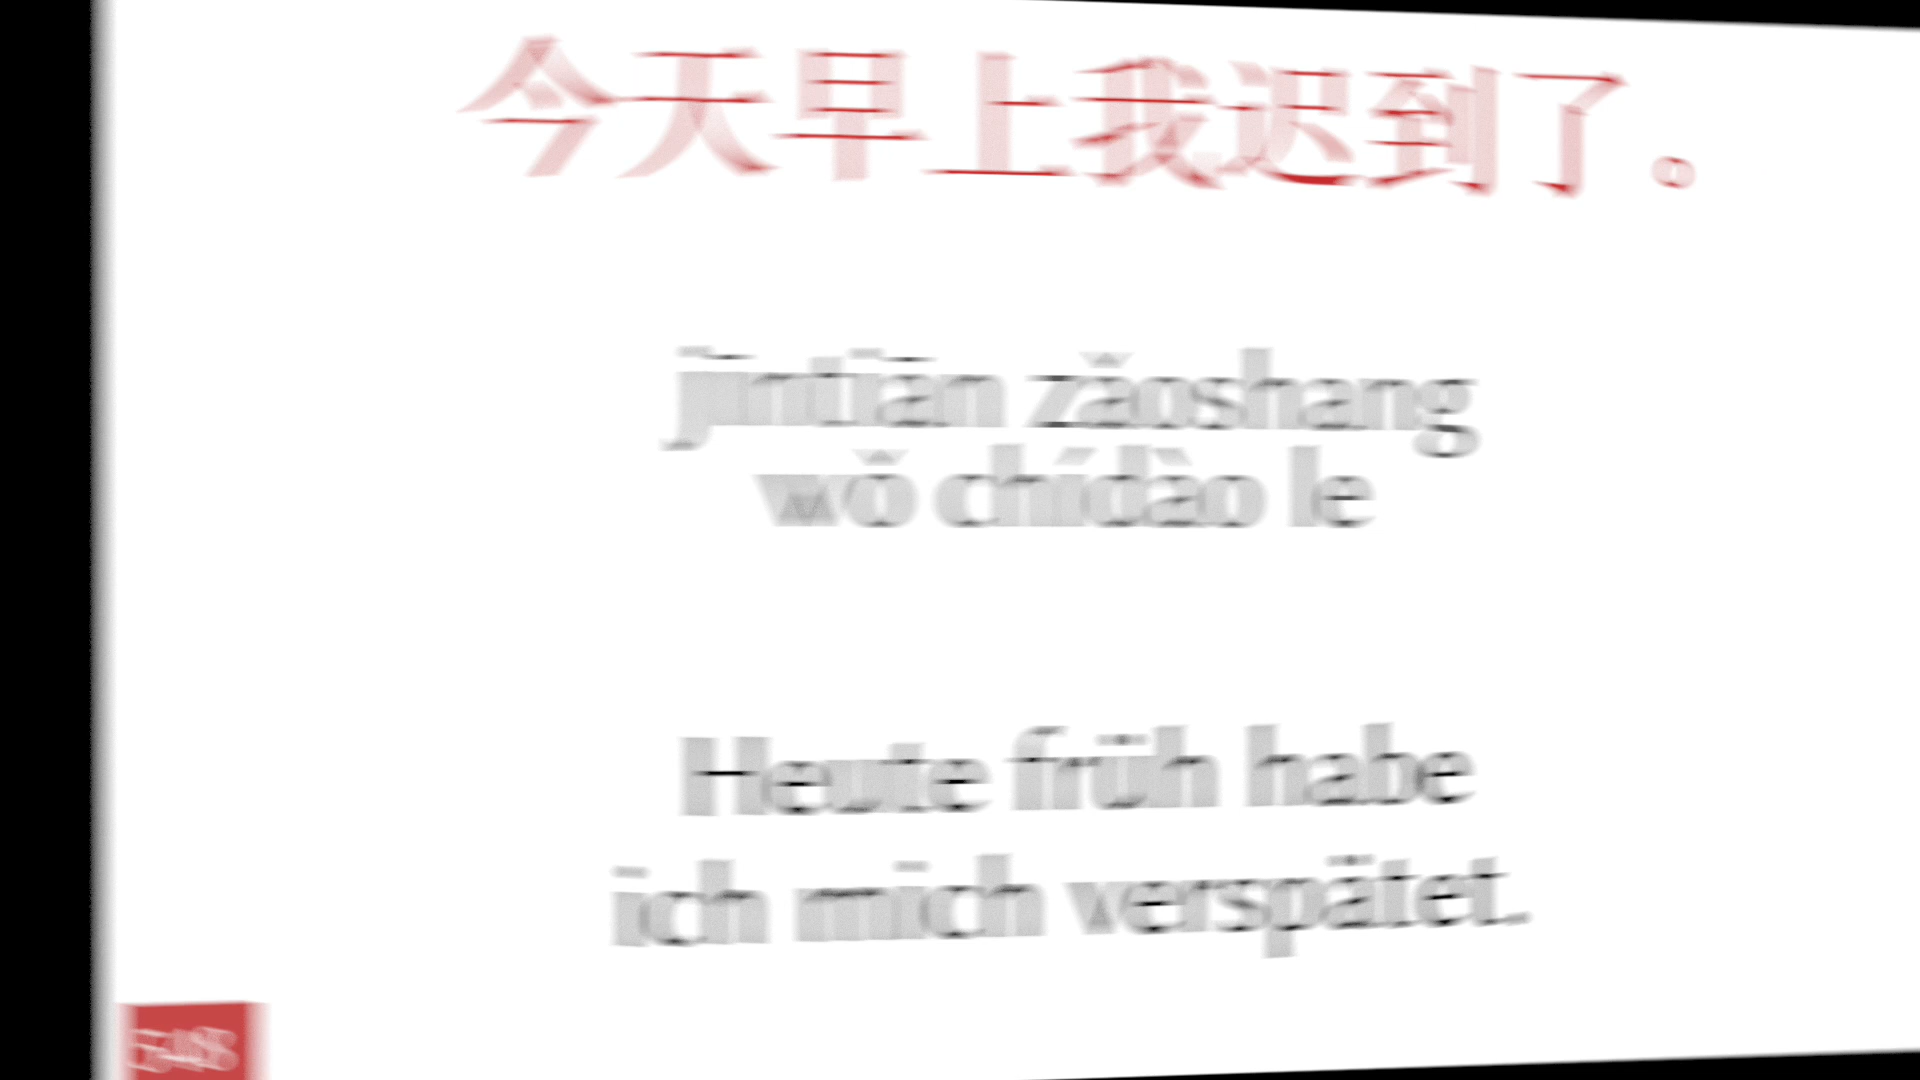 今天早上我迟到了。
jīntiān zǎoshang
wǒ chídào le
Heute früh habe
ich mich verspätet.